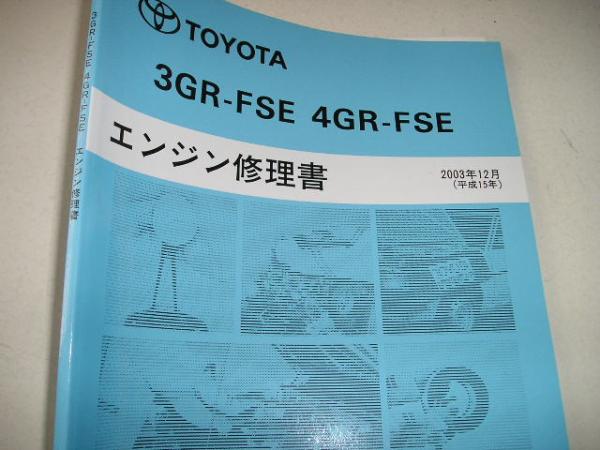 TOYOTA
3GR-FSE 4GR-FSE
エンジン修理書
2003年12月
(平成15年)
3GR-FSE 4GR-FSE エンジン修理書